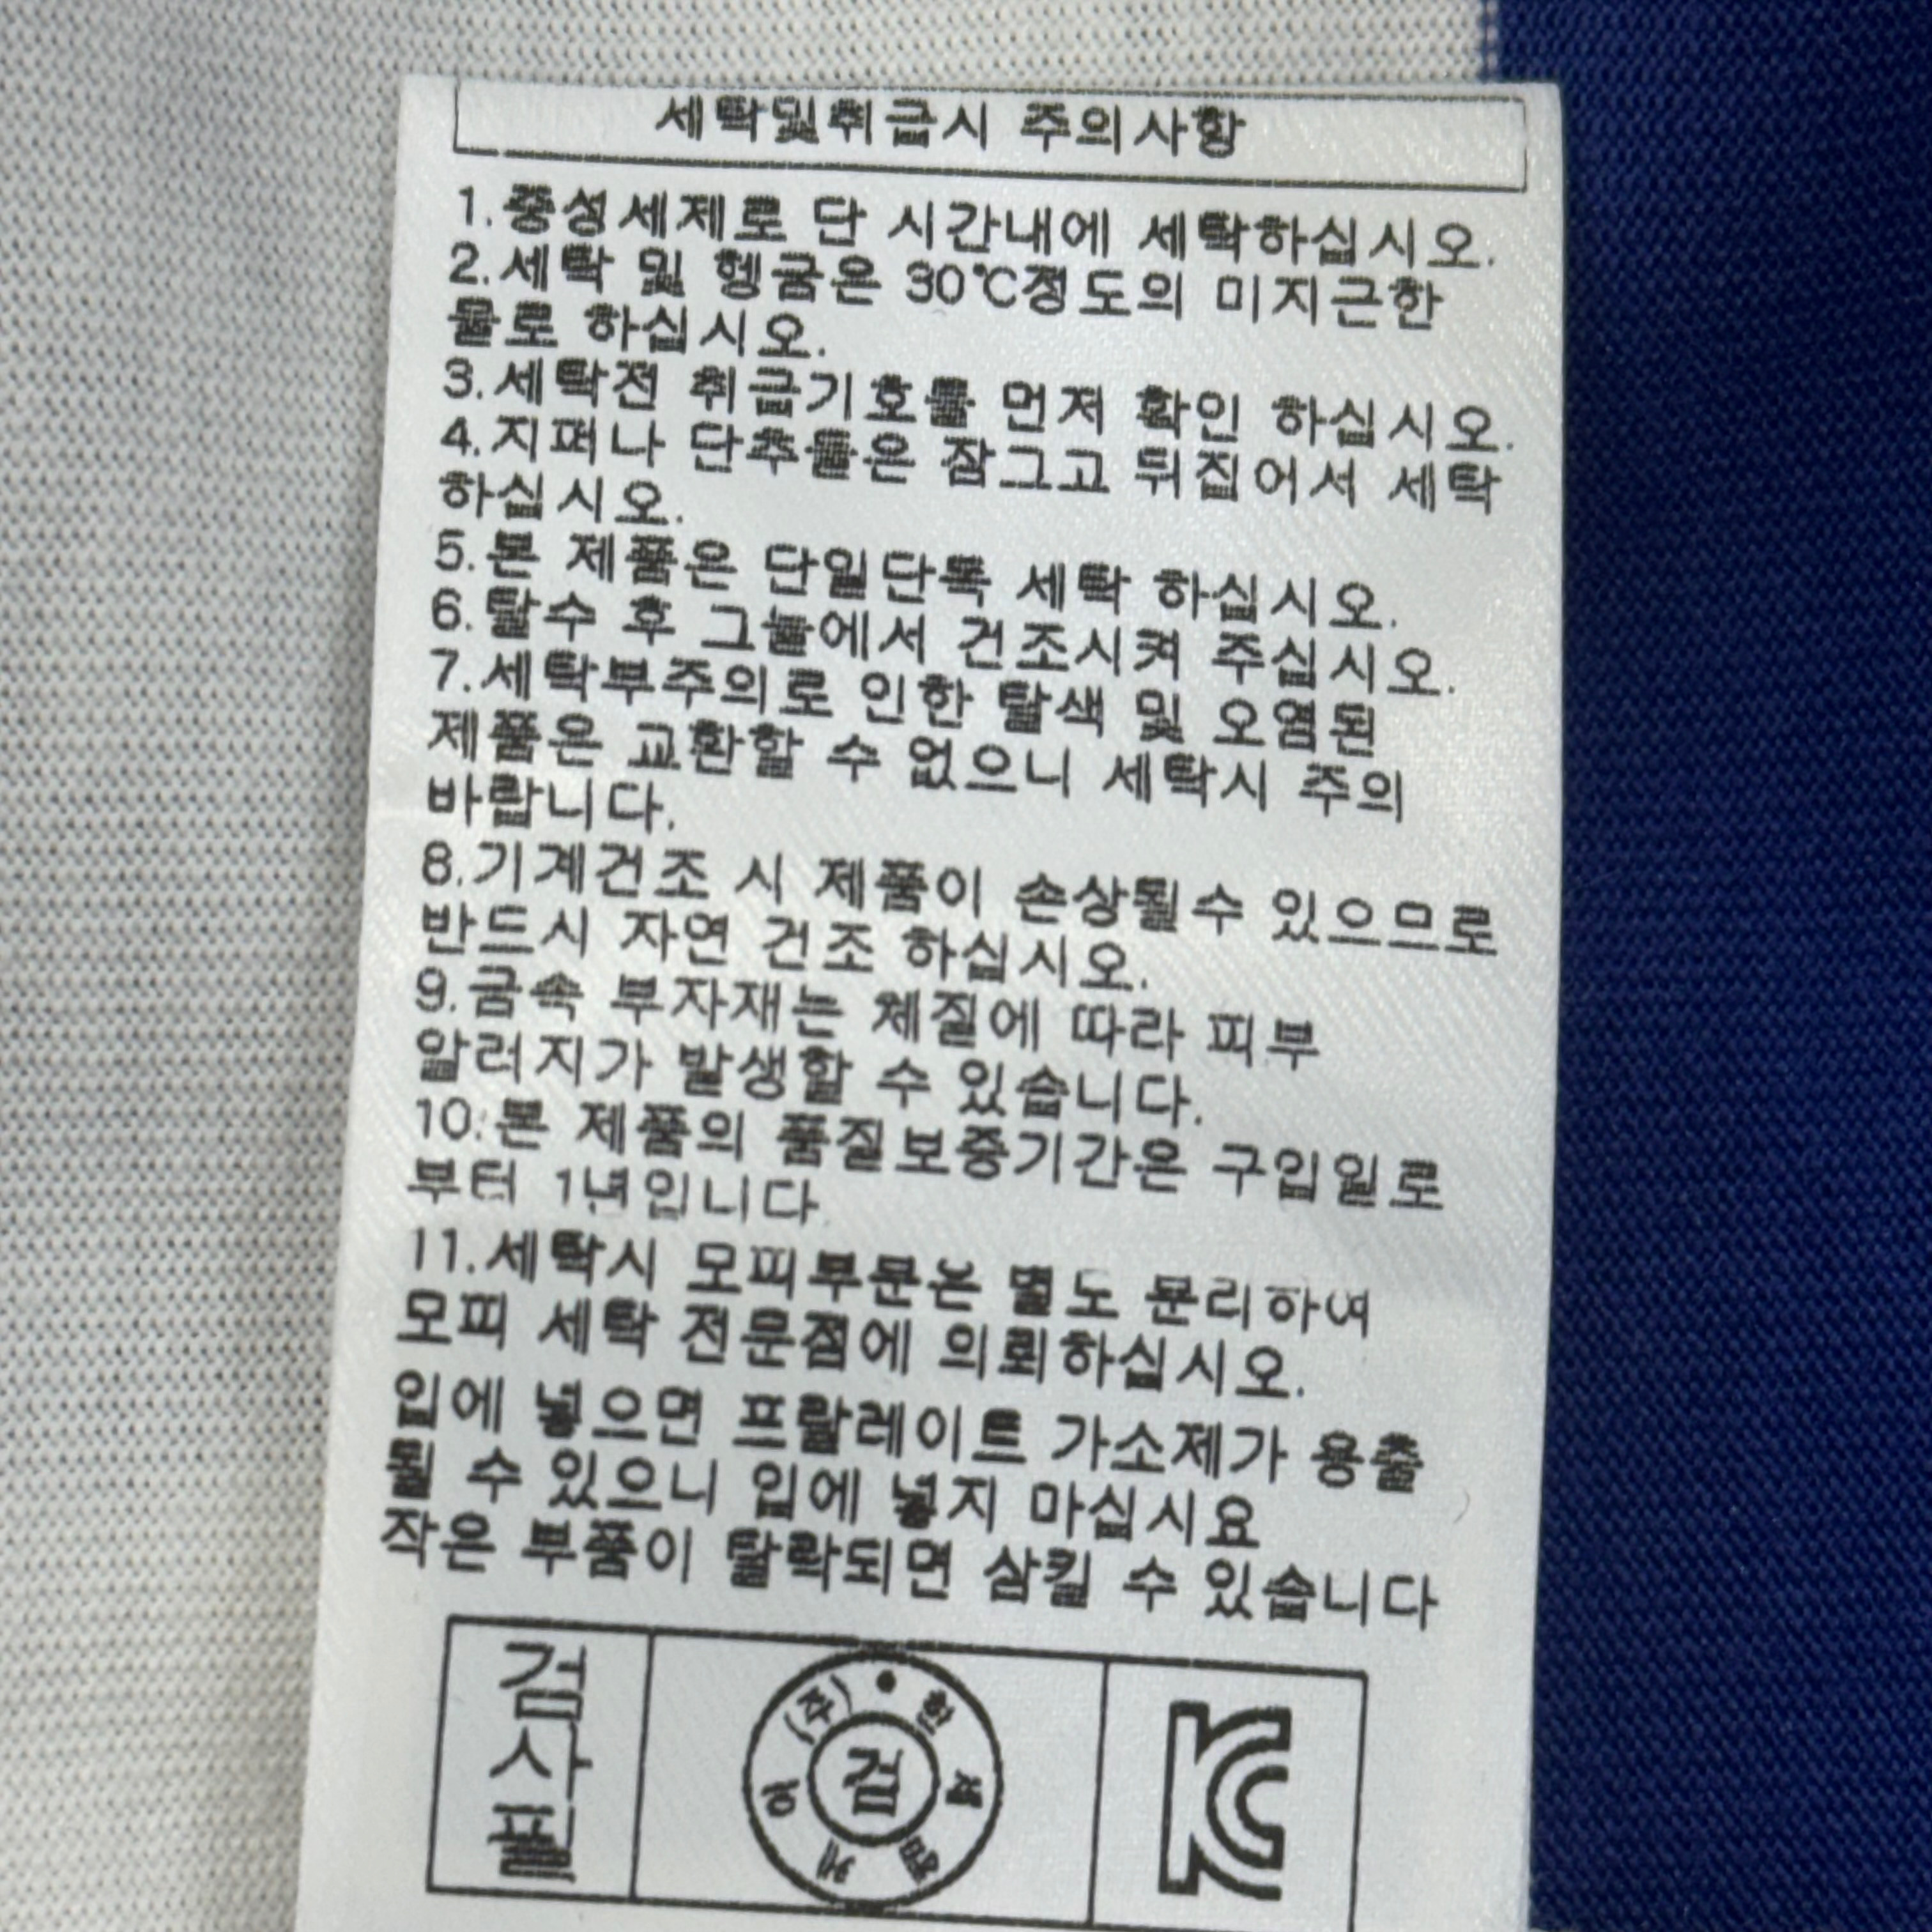 세탁및취급시 주의사항
1.중성세제로 단 시간내에 세탁하십시오.
2.세탁 및 헹굼은 30℃정도의 미지근한
물로 하십시오.
3.세탁전 취급기호를 먼저 확인 하십시오.
4.지퍼나 단추들은 잠그고 뒤집어서 세탁
하십시오.
5.본 제품은 단일단독 세탁 하십시오.
6.탈수 후 그늘에서 건조시켜 주십시오.
7.세탁부주의로 인한 탈색 및 오염된
제품은 교환할 수 없으니 세탁시 주의
바랍니다.
8.기계건조 시 제품이 손상될수 있으므로
반드시 자연 건조 하십시오.
9.금속 부자재는 체질에 따라 피부
알러지가 발생할 수 있습니다.
10.본 제품의 품질보증기간은 구입일로
부터 1년입니다.
11.세탁시 모피부분은 별도 분리하여
모피 세탁 전문점에 의뢰하십시오.
입에 넣으면 프탈레이트 가소제가 용출
될 수 있으니 입에 넣지 마십시요
작은 부품이 탈락되면 삼킬 수 있습니다
검사필
(주) 한
검
KC